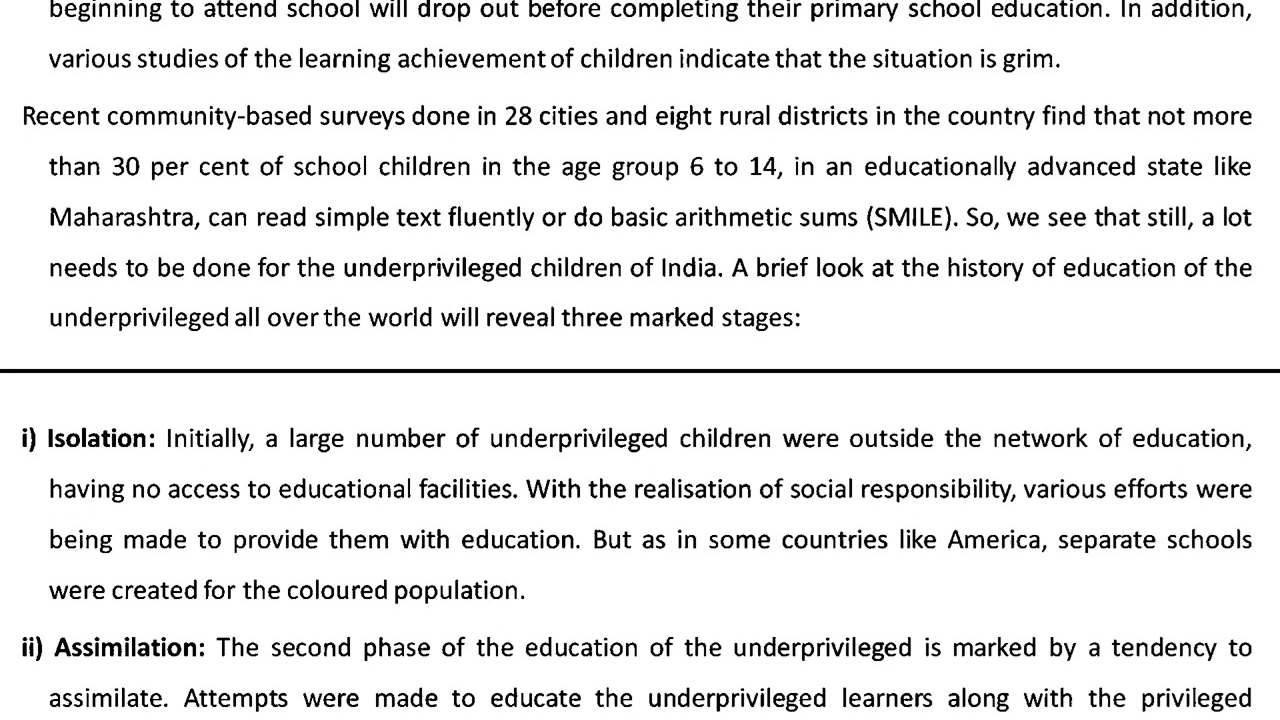 beginning to attend school will drop out before completing their primary school education. In addition,
various studies of the learning achievement of children indicate that the situation is grim.
Recent community-based surveys done in 28 cities and eight rural districts in the country find that not more
than 30 per cent of school children in the age group 6 to 14, in an educationally advanced state like
Maharashtra, can read simple text fluently or do basic arithmetic sums (SMILE). So, we see that still, a lot
needs to be done for the underprivileged children of India. A brief look at the history of education of the
underprivileged all over the world will reveal three marked stages:
i) Isolation: Initially, a large number of underprivileged children were outside the network of education,
having no access to educational facilities. With the realisation of social responsibility, various efforts were
being made to provide them with education. But as in some countries like America, separate schools
were created for the coloured population.
ii) Assimilation: The second phase of the education of the underprivileged is marked by a tendency to
assimilate. Attempts were made to educate the underprivileged learners along with the privileged